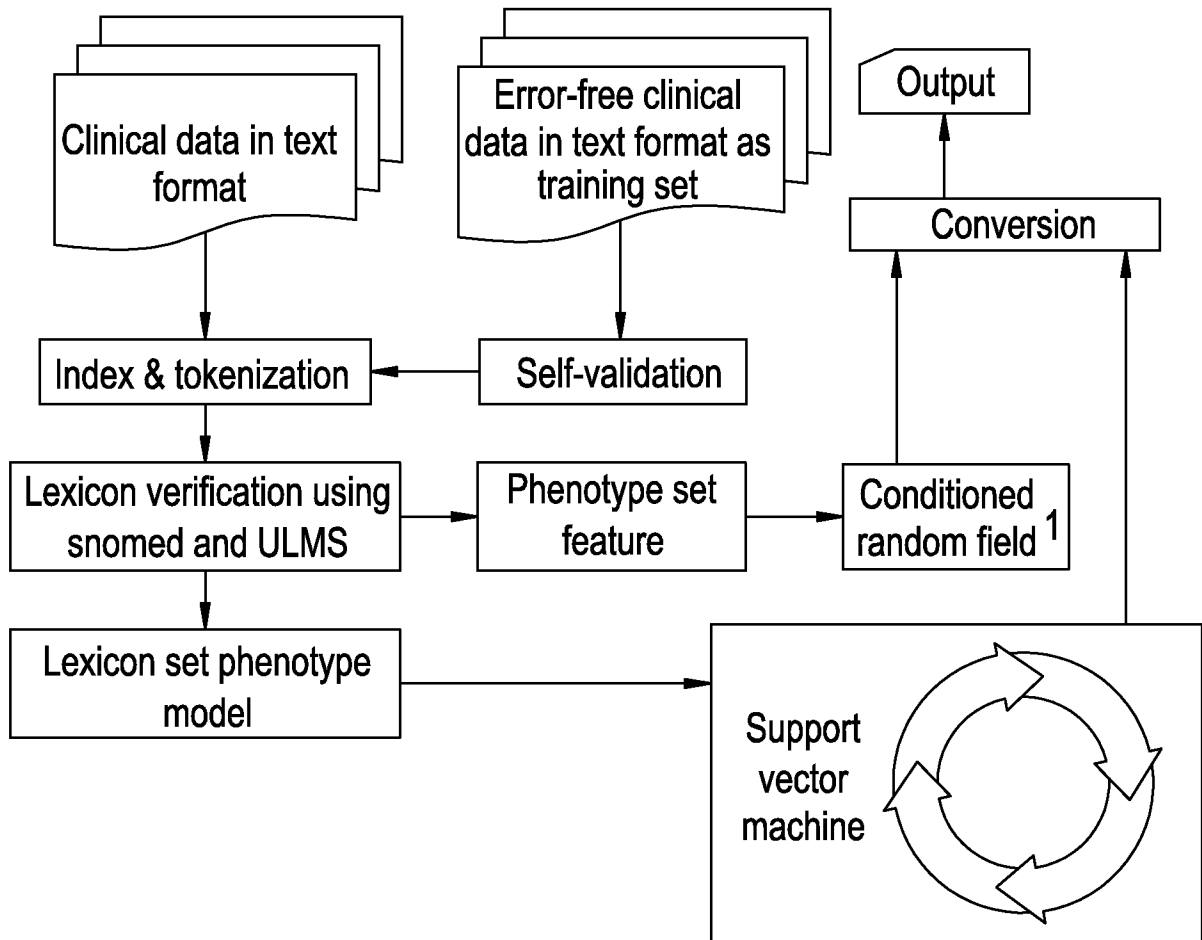 Clinical data in text
format
Error-free clinical
data in text format as
training set
Output
Conversion
Index & tokenization
Self-validation
Lexicon verification using
snomed and ULMS
Phenotype set
feature
Conditioned
random field 1
Lexicon set phenotype
model
Support
vector
machine